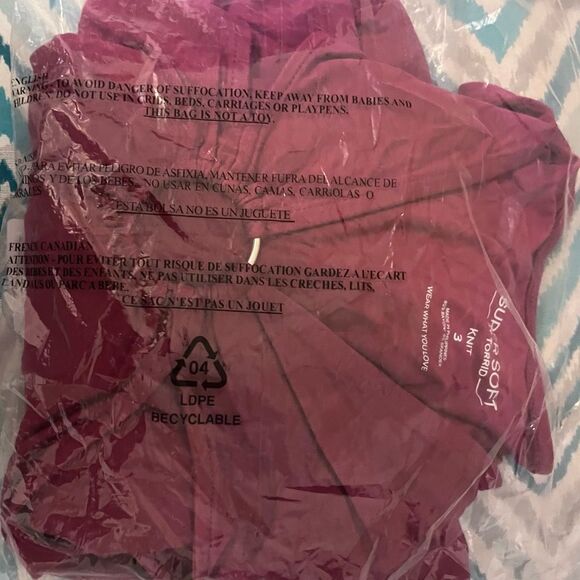 ENGLISH
WARNING - TO AVOID DANGER OF SUFFOCATION, KEEP AWAY FROM BABIES AND
CHILDREN. DO NOT USE IN CRIBS, BEDS, CARRIAGES OR PLAYPENS.
THIS BAG IS NOT A TOY.
PARA EVITAR PELIGRO DE ASFIXIA, MANTENER FUERA DEL ALCANCE DE
NINOS Y DE LOS BEBES - NO USAR EN CUNAS, CAMAS, CARRIOLAS O
ESTA BOLSA NO ES UN JUGUETE
FRENCH CANADIAN
ATTENTION - POUR EVITER TOUT RISQUE DE SUFFOCATION GARDEZ A L'ECART
DES BEBES ET DES ENFANTS. NE PAS UTILISER DANS LES CRECHES, LITS,
LANDAUS OU PARC A BEBE.
CE SAC N'EST PAS UN JOUET
04
LDPE
RECYCLABLE
SUPER SOFT
KNIT
TORRID
3
WEAR WHAT YOU LOVE